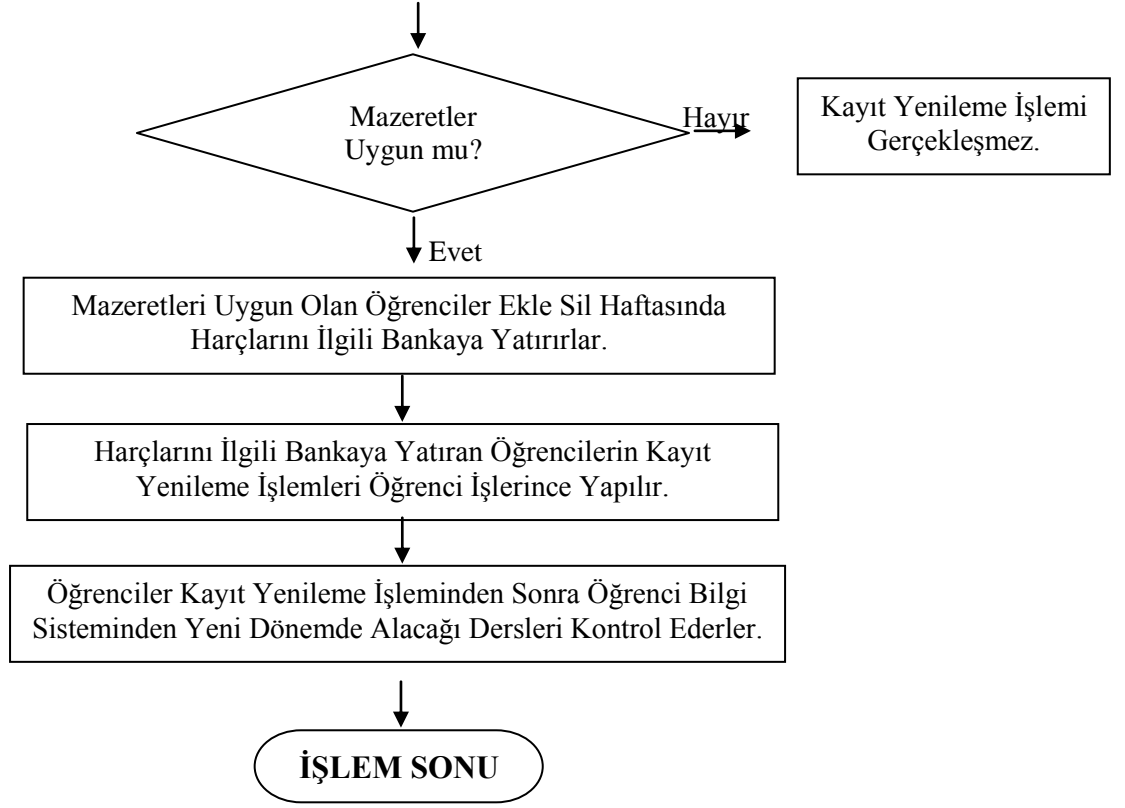 Mazeretler
Uygun mu?
Hayır
Kayıt Yenileme İşlemi
Gerçekleşmez.
Evet
Mazeretleri Uygun Olan Öğrenciler Ekle Sil Haftasında
Harçlarını İlgili Bankaya Yatırırlar.
Harçlarını İlgili Bankaya Yatıran Öğrencilerin Kayıt
Yenileme İşlemleri Öğrenci İşlerince Yapılır.
Öğrenciler Kayıt Yenileme İşleminden Sonra Öğrenci Bilgi
Sisteminden Yeni Dönemde Alacağı Dersleri Kontrol Ederler.
İŞLEM SONU